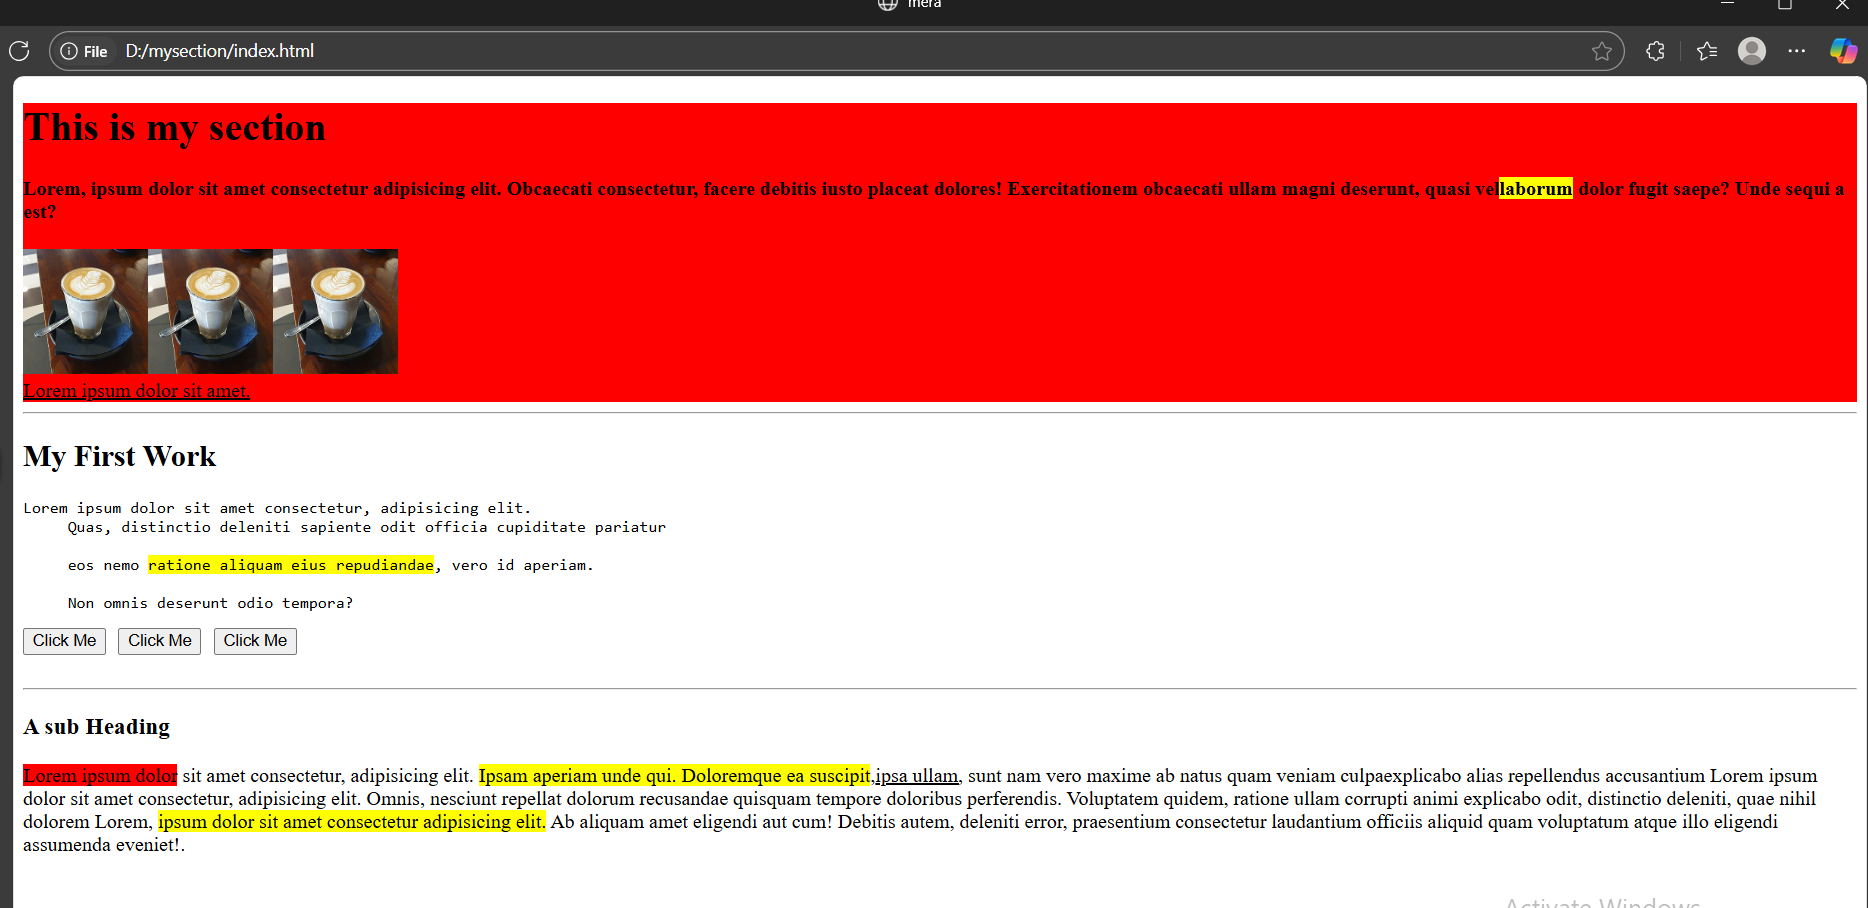 mera
File D:/mysection/index.html
This is my section
Lorem, ipsum dolor sit amet consectetur adipisicing elit. Obcaecati consectetur, facere debitis iusto placeat dolores! Exercitationem obcaecati ullam magni deserunt, quasi vellaborum dolor fugit saepe? Unde sequi a
est?
Lorem ipsum dolor sit amet.
My First Work
Lorem ipsum dolor sit amet consectetur, adipisicing elit.
Quas, distinctio deleniti sapiente odit officia cupiditate pariatur
eos nemo ratione aliquam eius repudiandae, vero id aperiam.
Non omnis deserunt odio tempora?
Click Me Click Me Click Me
A sub Heading
Lorem ipsum dolor sit amet consectetur, adipisicing elit. Ipsam aperiam unde qui. Doloremque ea suscipit,ipsa ullam, sunt nam vero maxime ab natus quam veniam culpaexplicabo alias repellendus accusantium Lorem ipsum
dolor sit amet consectetur, adipisicing elit. Omnis, nesciunt repellat dolorum recusandae quisquam tempore doloribus perferendis. Voluptatem quidem, ratione ullam corrupti animi explicabo odit, distinctio deleniti, quae nihil
dolorem Lorem, ipsum dolor sit amet consectetur adipisicing elit. Ab aliquam amet eligendi aut cum! Debitis autem, deleniti error, praesentium consectetur laudantium officiis aliquid quam voluptatum atque illo eligendi
assumenda eveniet!.
Activate Windows